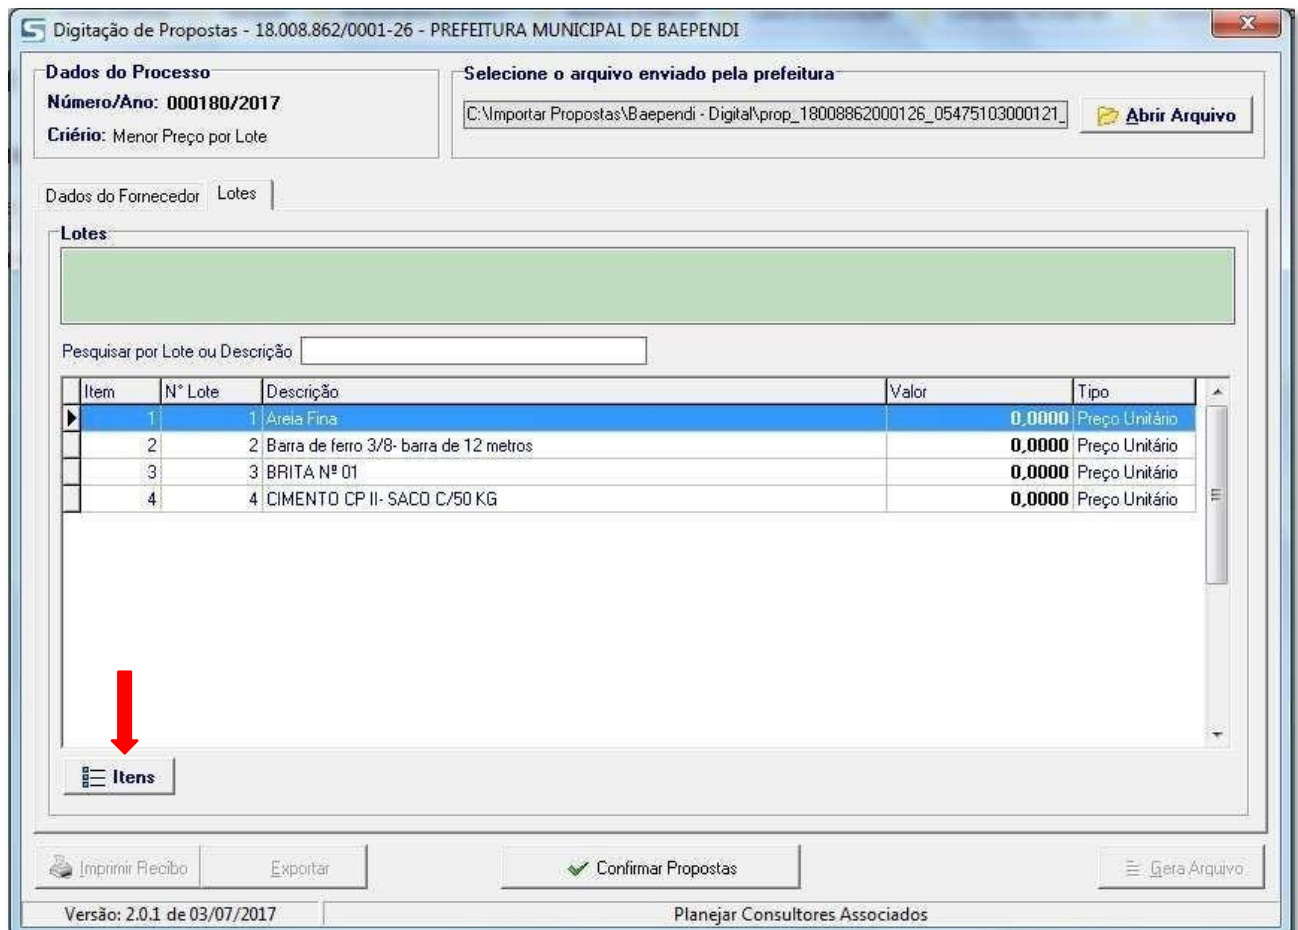 Digitação de Propostas - 18.008.862/0001-26 - PREFEITURA MUNICIPAL DE BAEPENDI
Dados do Processo
Número/Ano: 000180/2017
Criério: Menor Preço por Lote
Selecione o arquivo enviado pela prefeitura
C:\Importar Propostas\Baependi - Digital\prop_18008862000126_05475103000121_
Abrir Arquivo
Dados do Fornecedor Lotes
Lotes
Pesquisar por Lote ou Descrição
Item N° Lote Descrição Valor Tipo
1 1 Areia Fina 0,0000 Preço Unitário
2 2 Barra de ferro 3/8- barra de 12 metros 0,0000 Preço Unitário
3 3 BRITA Nº 01 0,0000 Preço Unitário
4 4 CIMENTO CP II- SACO C/50 KG 0,0000 Preço Unitário
Itens
Imprimir Recibo Exportar Confirmar Propostas Gera Arquivo
Versão: 2.0.1 de 03/07/2017 Planejar Consultores Associados